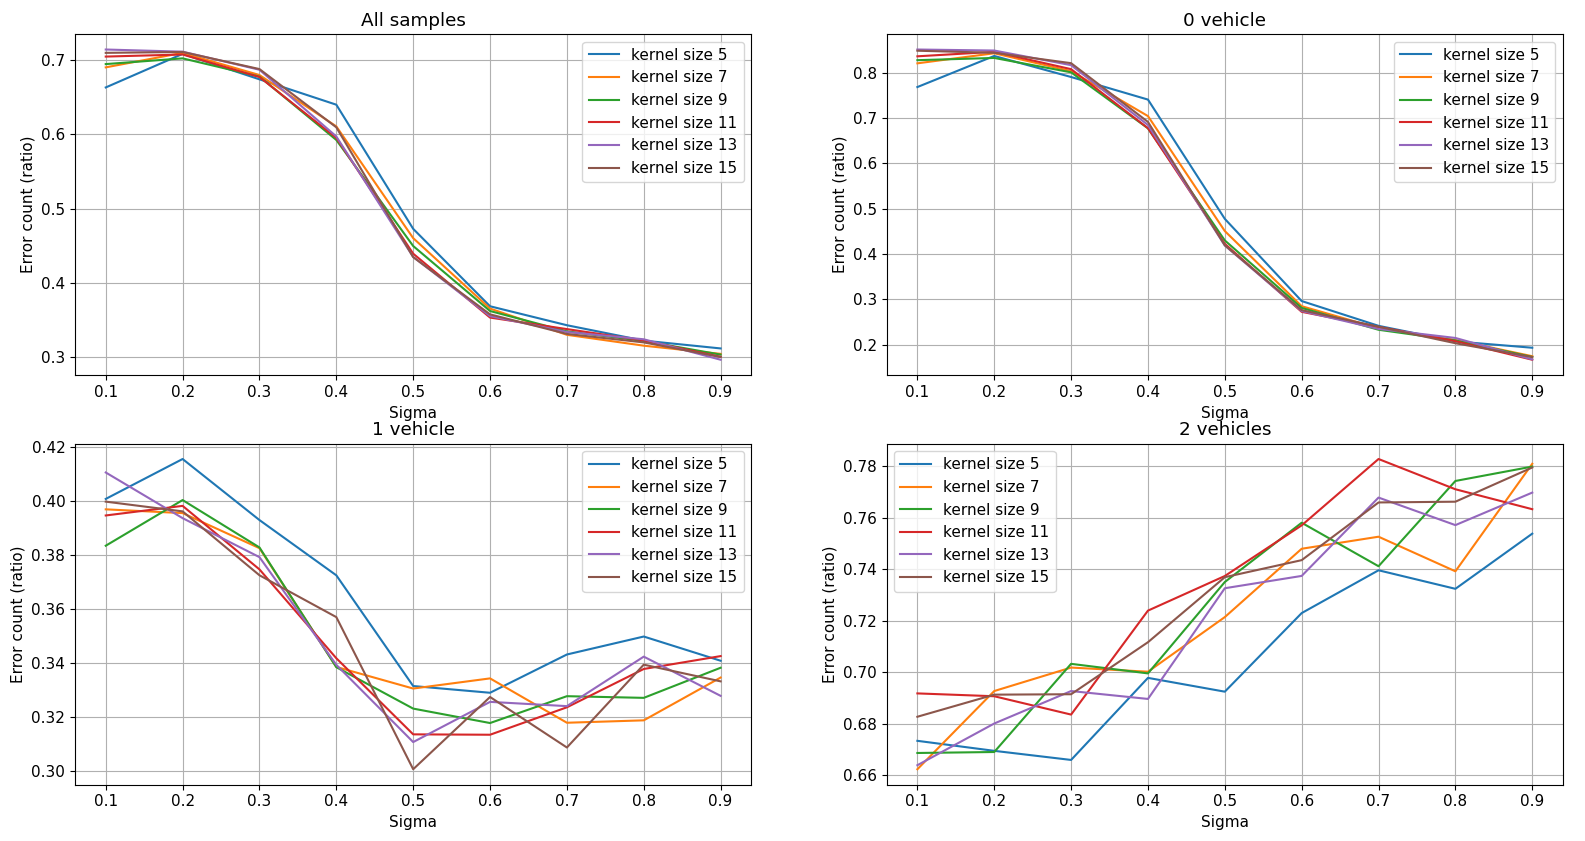 All samples
0.7
0.6
0.5
0.4
0.3
Error count (ratio)
kernel size 5
kernel size 7
kernel size 9
kernel size 11
kernel size 13
kernel size 15
0.1 0.2 0.3 0.4 0.5 0.6 0.7 0.8 0.9
Sigma
0 vehicle
0.8
0.7
0.6
0.5
0.4
0.3
0.2
Error count (ratio)
kernel size 5
kernel size 7
kernel size 9
kernel size 11
kernel size 13
kernel size 15
0.1 0.2 0.3 0.4 0.5 0.6 0.7 0.8 0.9
Sigma
1 vehicle
0.42
0.40
0.38
0.36
0.34
0.32
0.30
Error count (ratio)
kernel size 5
kernel size 7
kernel size 9
kernel size 11
kernel size 13
kernel size 15
0.1 0.2 0.3 0.4 0.5 0.6 0.7 0.8 0.9
Sigma
2 vehicles
0.78
0.76
0.74
0.72
0.70
0.68
0.66
Error count (ratio)
kernel size 5
kernel size 7
kernel size 9
kernel size 11
kernel size 13
kernel size 15
0.1 0.2 0.3 0.4 0.5 0.6 0.7 0.8 0.9
Sigma